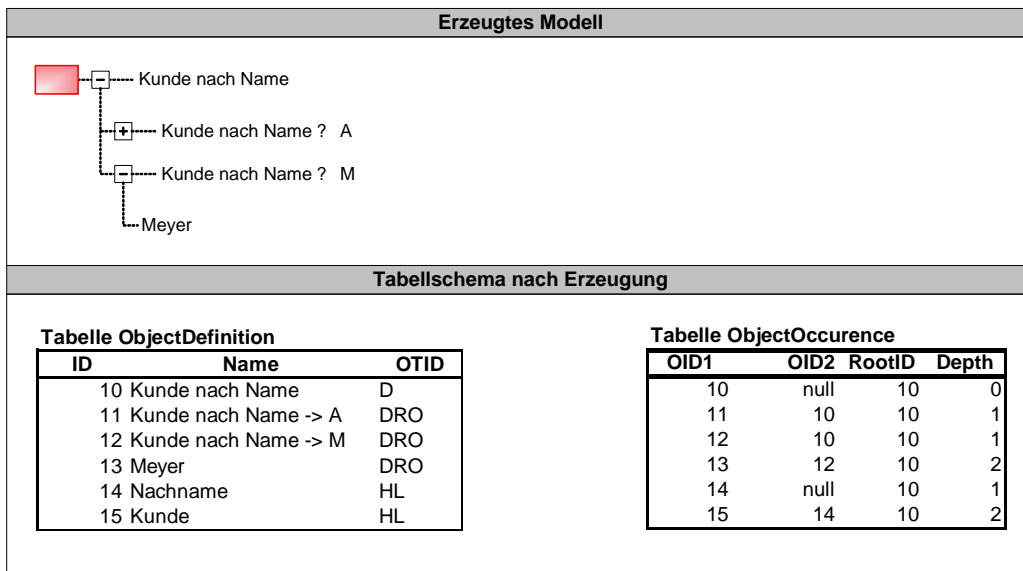 Erzeugtes Modell
Kunde nach Name
Kunde nach Name ? A
Kunde nach Name ? M
Meyer
Tabellschema nach Erzeugung
Tabelle ObjectDefinition
ID Name OTID
10 Kunde nach Name D
11 Kunde nach Name -> A DRO
12 Kunde nach Name -> M DRO
13 Meyer DRO
14 Nachname HL
15 Kunde HL
Tabelle ObjectOccurence
OID1 OID2 RootID Depth
10 null 10 0
11 10 10 1
12 10 10 1
13 12 10 2
14 null 10 1
15 14 10 2